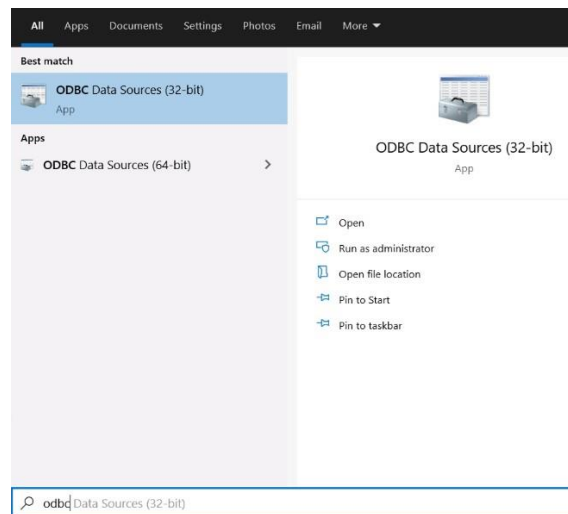 All Apps Documents Settings Photos Email More
Best match
ODBC Data Sources (32-bit)
App
Apps
ODBC Data Sources (64-bit)
ODBC Data Sources (32-bit)
App
Open
Run as administrator
Open file location
Pin to Start
Pin to taskbar
odbc Data Sources (32-bit)